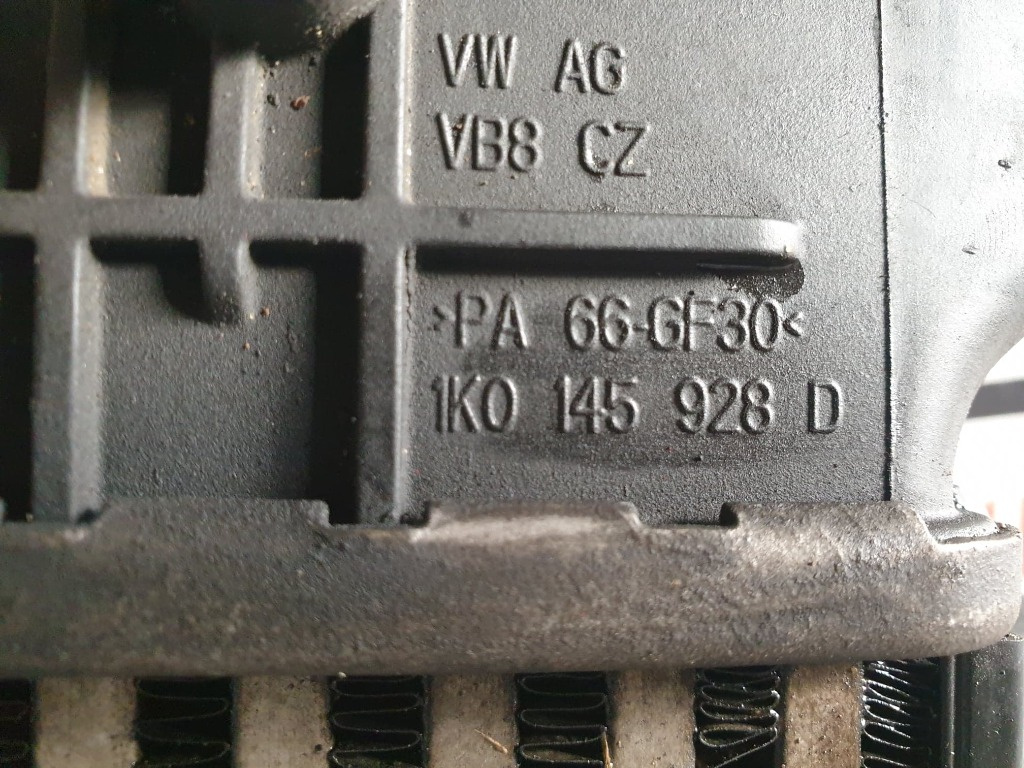 VW AG
VB8 CZ
>PA 66-GF30<
1K0 145 928 D